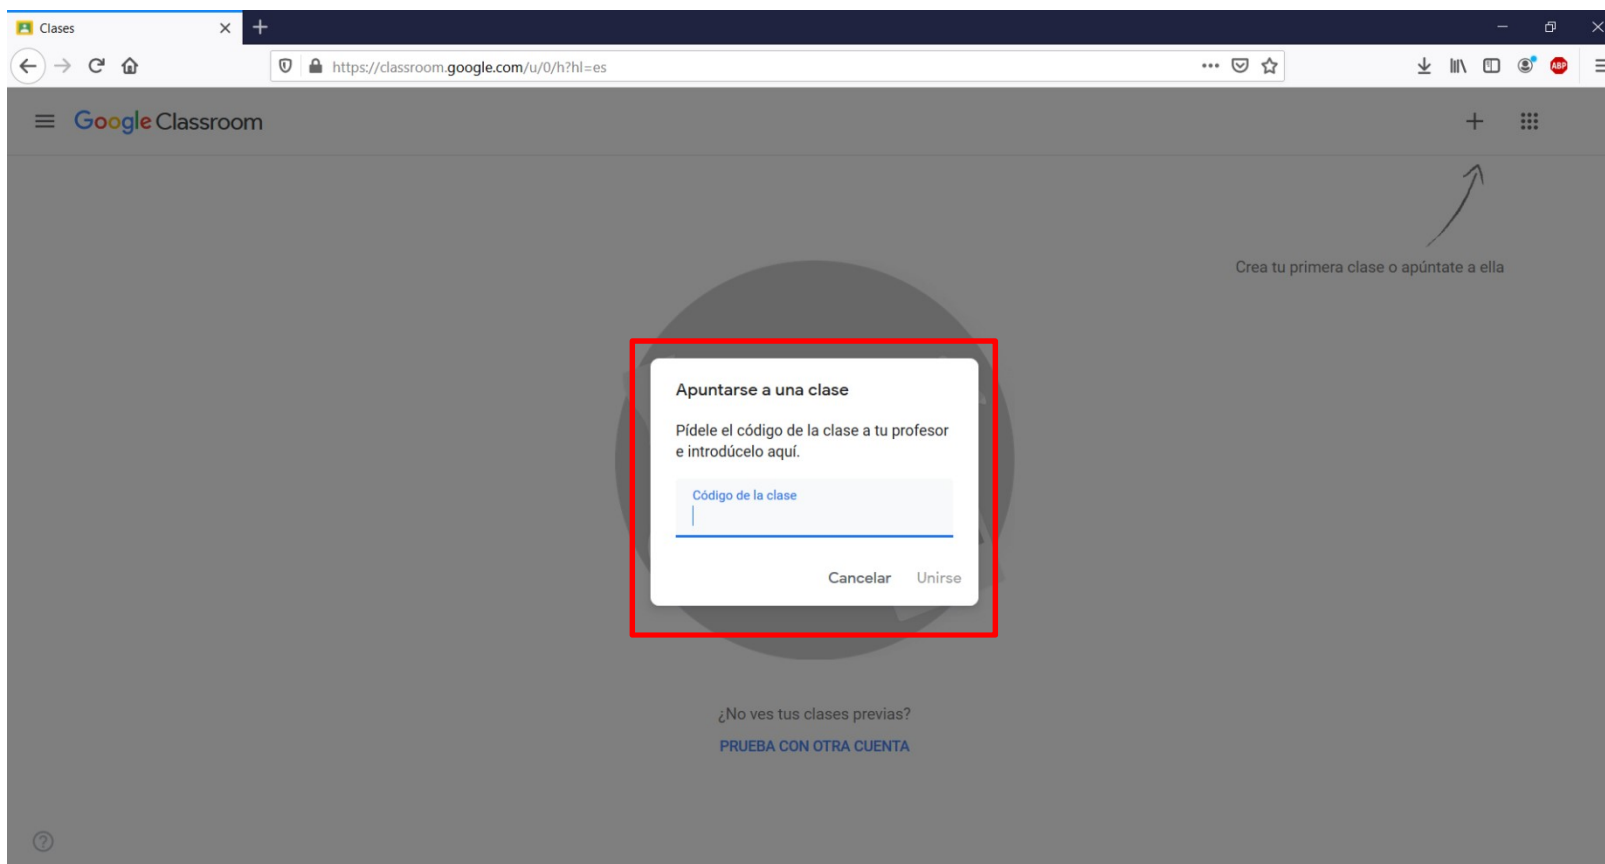 Clases
https://classroom.google.com/u/0/h?hl=es
ABP
Google Classroom
Crea tu primera clase o apúntate a ella
Apuntarse a una clase
Pídele el código de la clase a tu profesor
e introdúcelo aquí.
Código de la clase
Cancelar Unirse
¿No ves tus clases previas?
PRUEBA CON OTRA CUENTA